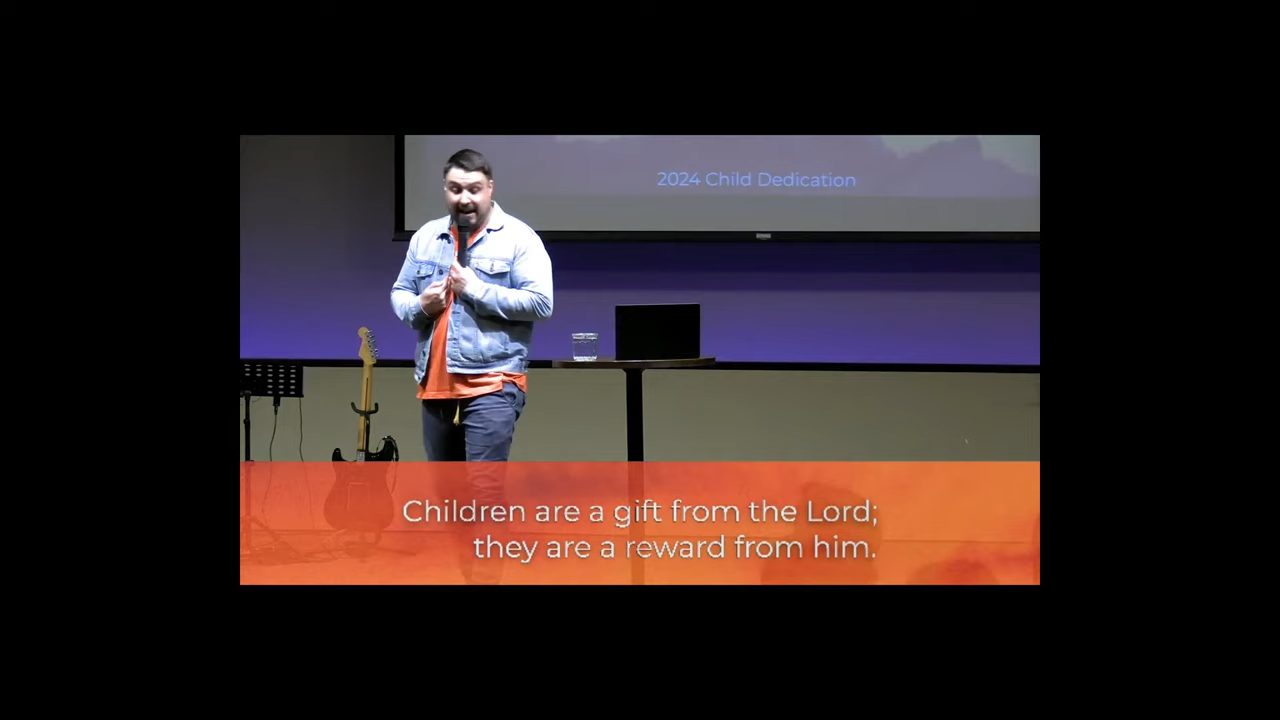 2024 Child Dedication
Children are a gift from the Lord;
they are a reward from him.